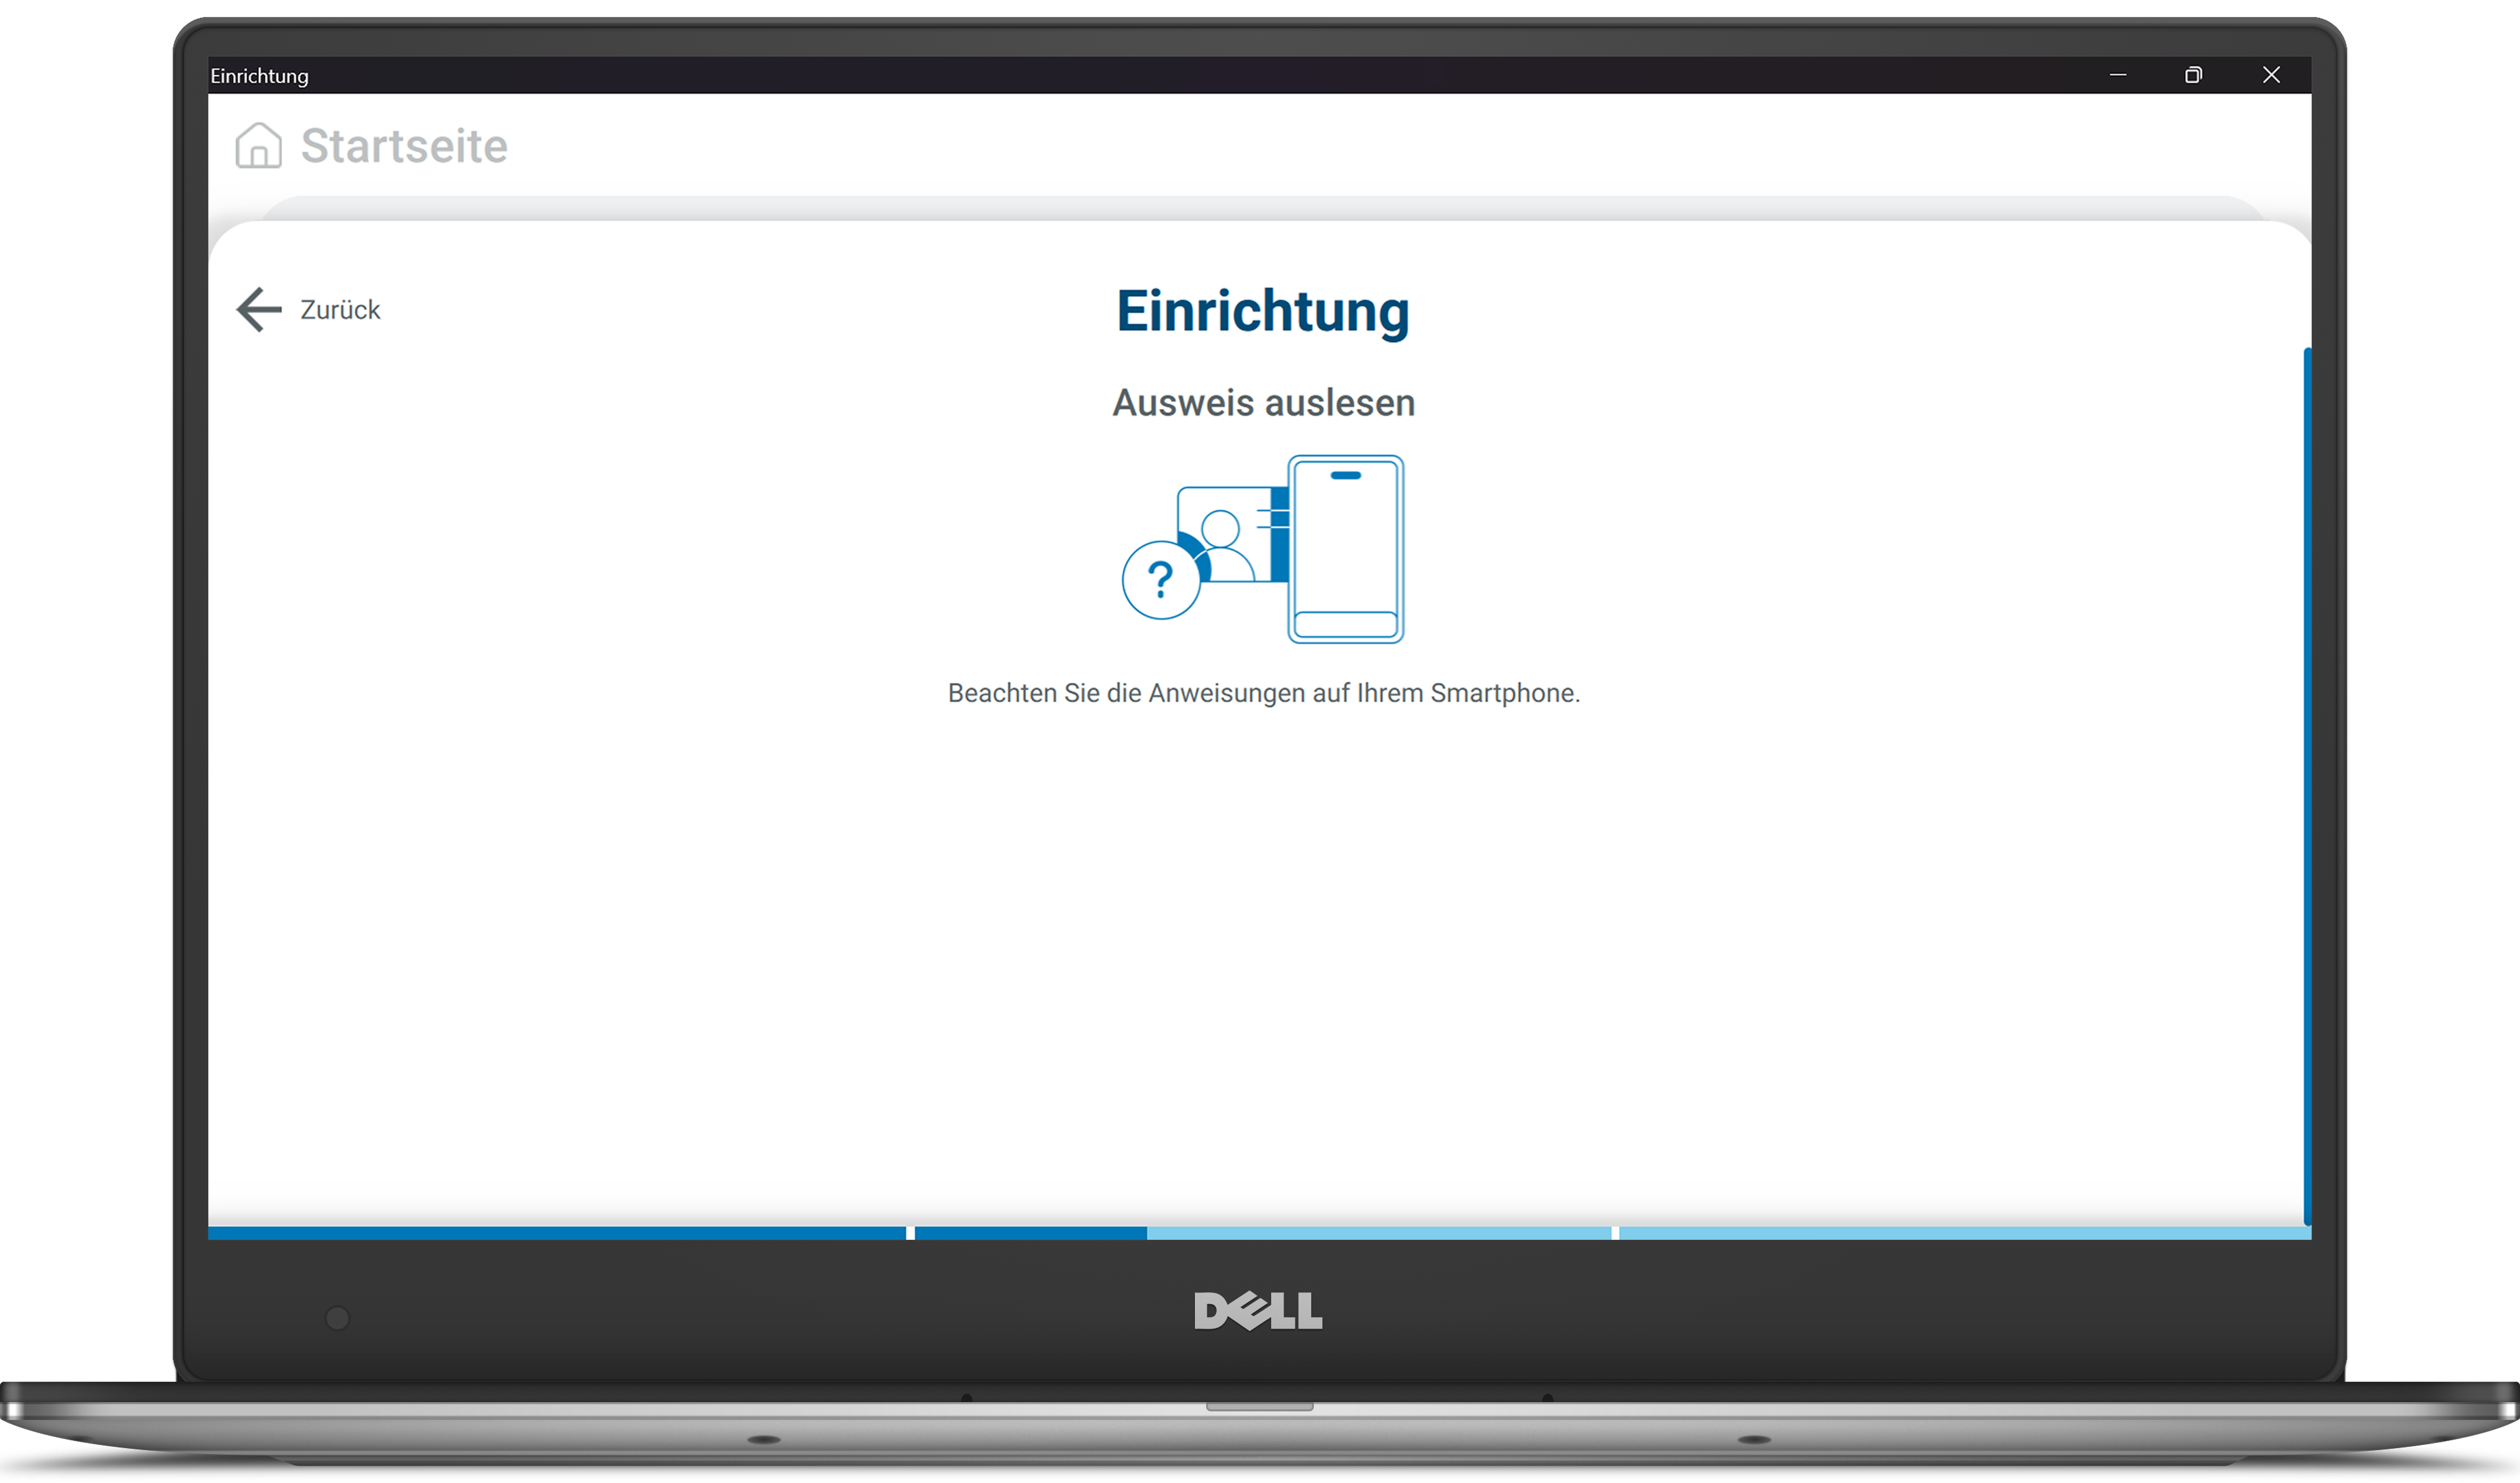 Einrichtung
Startseite
Zurück
Einrichtung
Ausweis auslesen
?
Beachten Sie die Anweisungen auf Ihrem Smartphone.
DELL